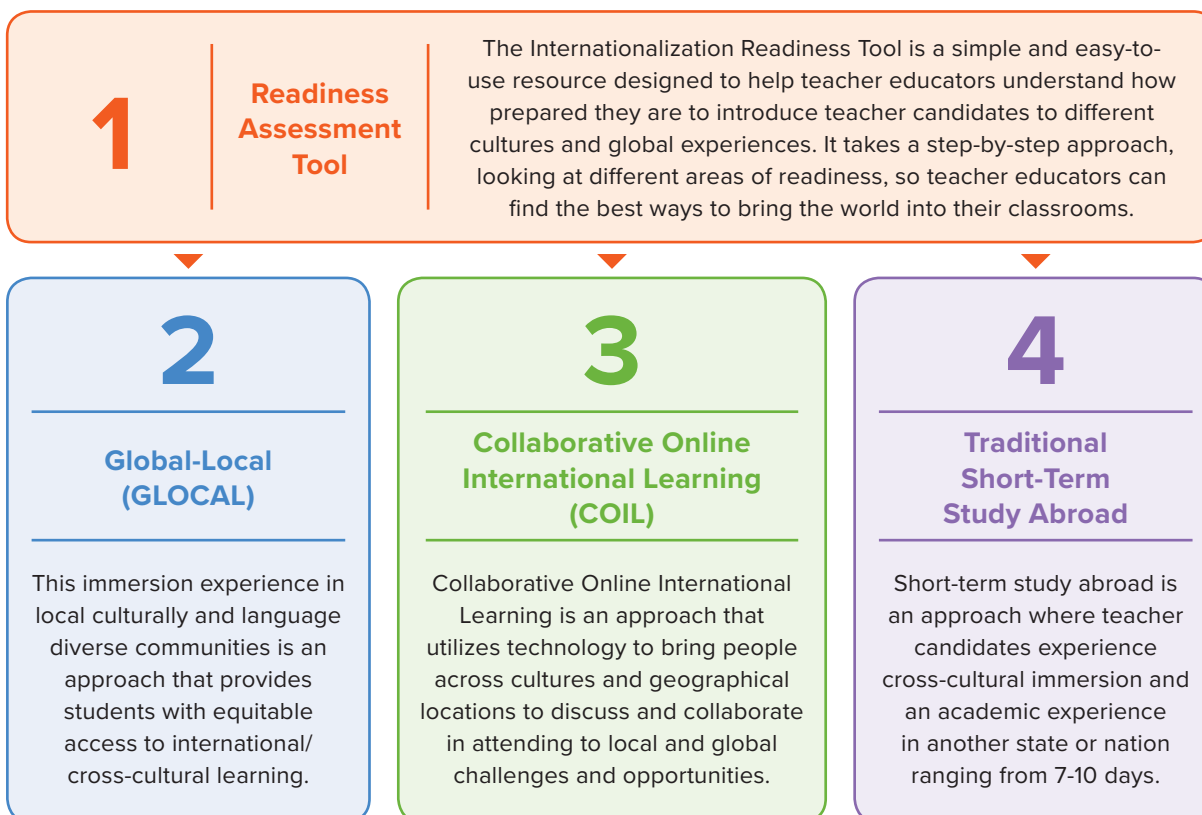 1
Readiness
Assessment
Tool
The Internationalization Readiness Tool is a simple and easy-to-
use resource designed to help teacher educators understand how
prepared they are to introduce teacher candidates to different
cultures and global experiences. It takes a step-by-step approach,
looking at different areas of readiness, so teacher educators can
find the best ways to bring the world into their classrooms.
2
Global-Local
(GLOCAL)
This immersion experience in
local culturally and language
diverse communities is an
approach that provides
students with equitable
access to international/
cross-cultural learning.
3
Collaborative Online
International Learning
(COIL)
Collaborative Online International
Learning is an approach that
utilizes technology to bring people
across cultures and geographical
locations to discuss and collaborate
in attending to local and global
challenges and opportunities.
4
Traditional
Short-Term
Study Abroad
Short-term study abroad is
an approach where teacher
candidates experience
cross-cultural immersion and
an academic experience
in another state or nation
ranging from 7-10 days.